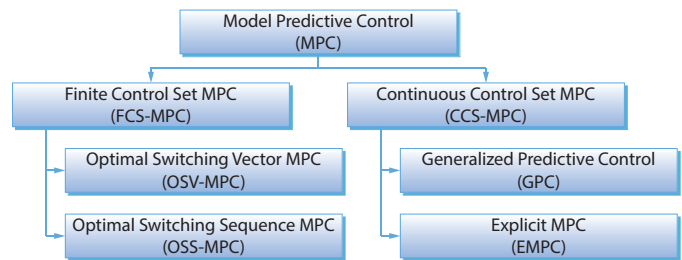 Model Predictive Control
(MPC)
Finite Control Set MPC
(FCS-MPC)
Continuous Control Set MPC
(CCS-MPC)
Optimal Switching Vector MPC
(OSV-MPC)
Generalized Predictive Control
(GPC)
Optimal Switching Sequence MPC
(OSS-MPC)
Explicit MPC
(EMPC)